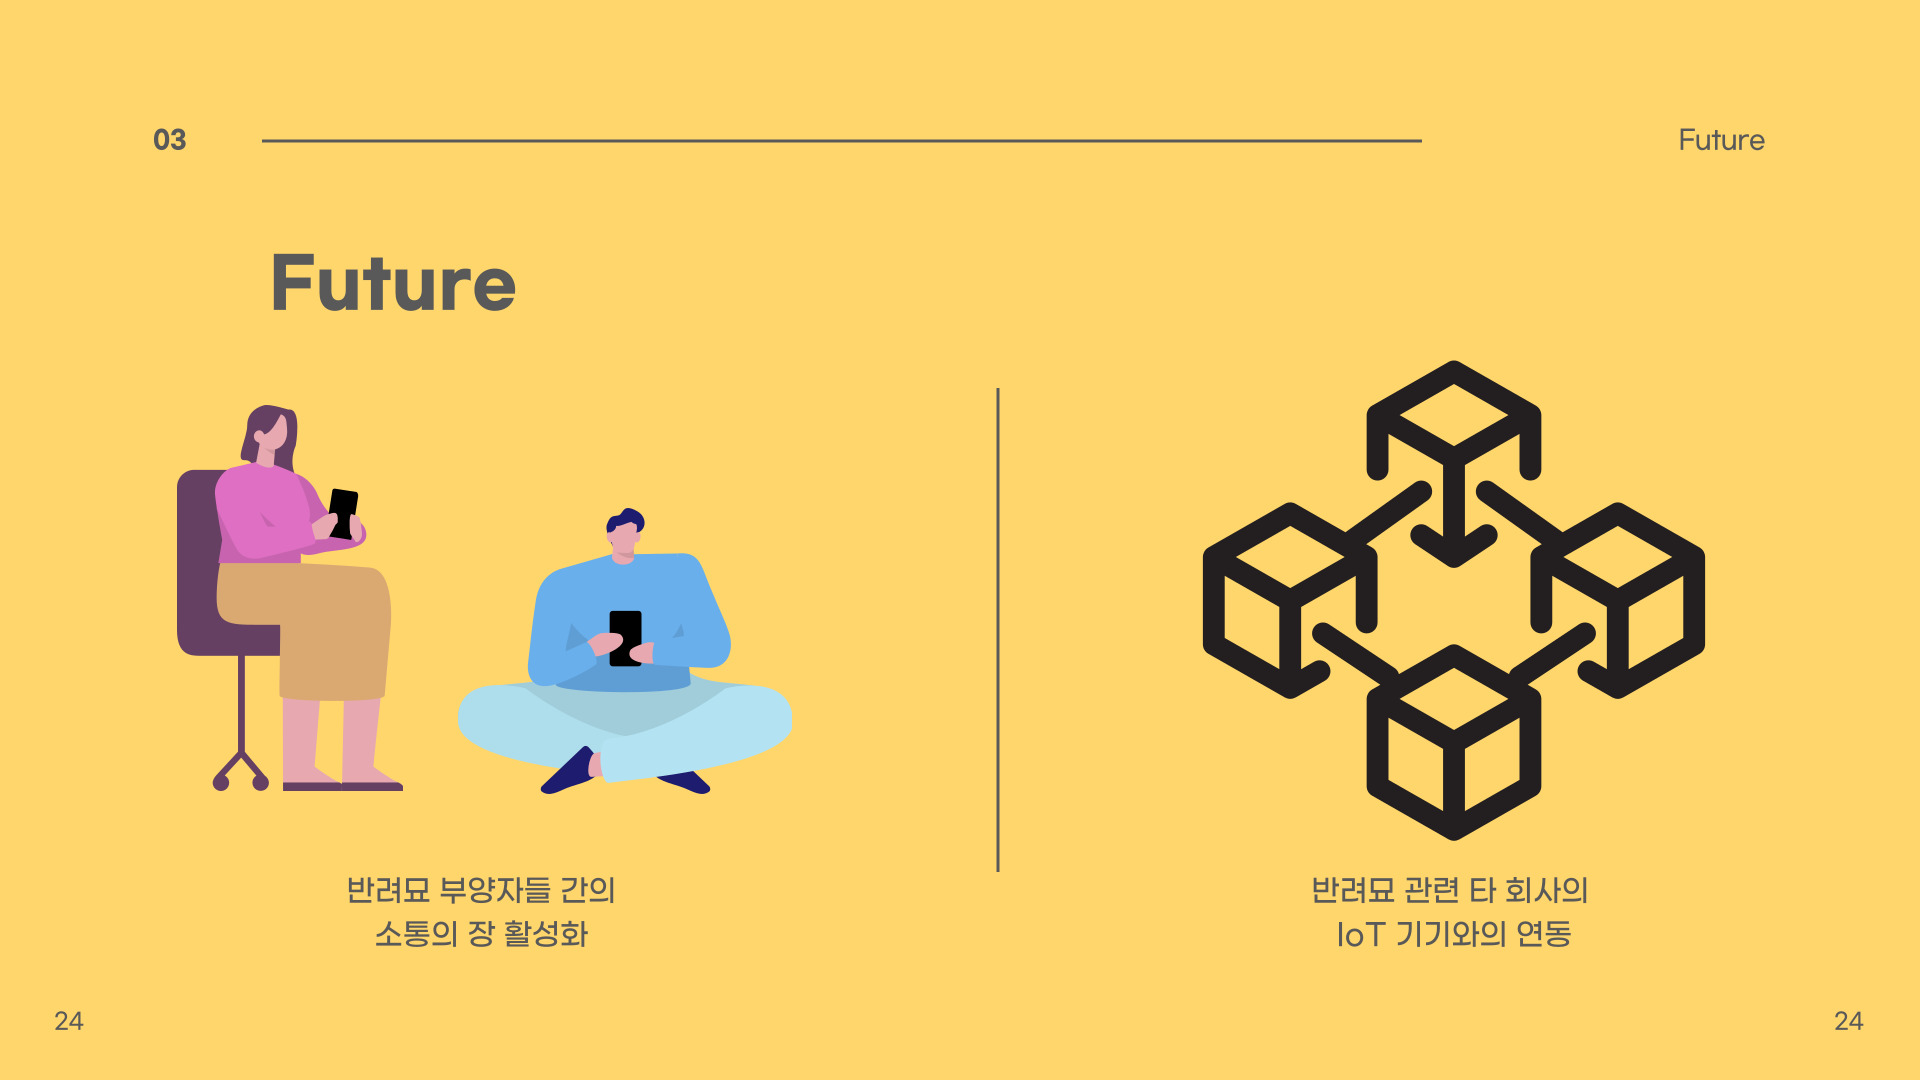 03
Future
Future
반려묘 부양자들 간의
소통의 장 활성화
반려묘 관련 타 회사의
IoT 기기와의 연동
24
24